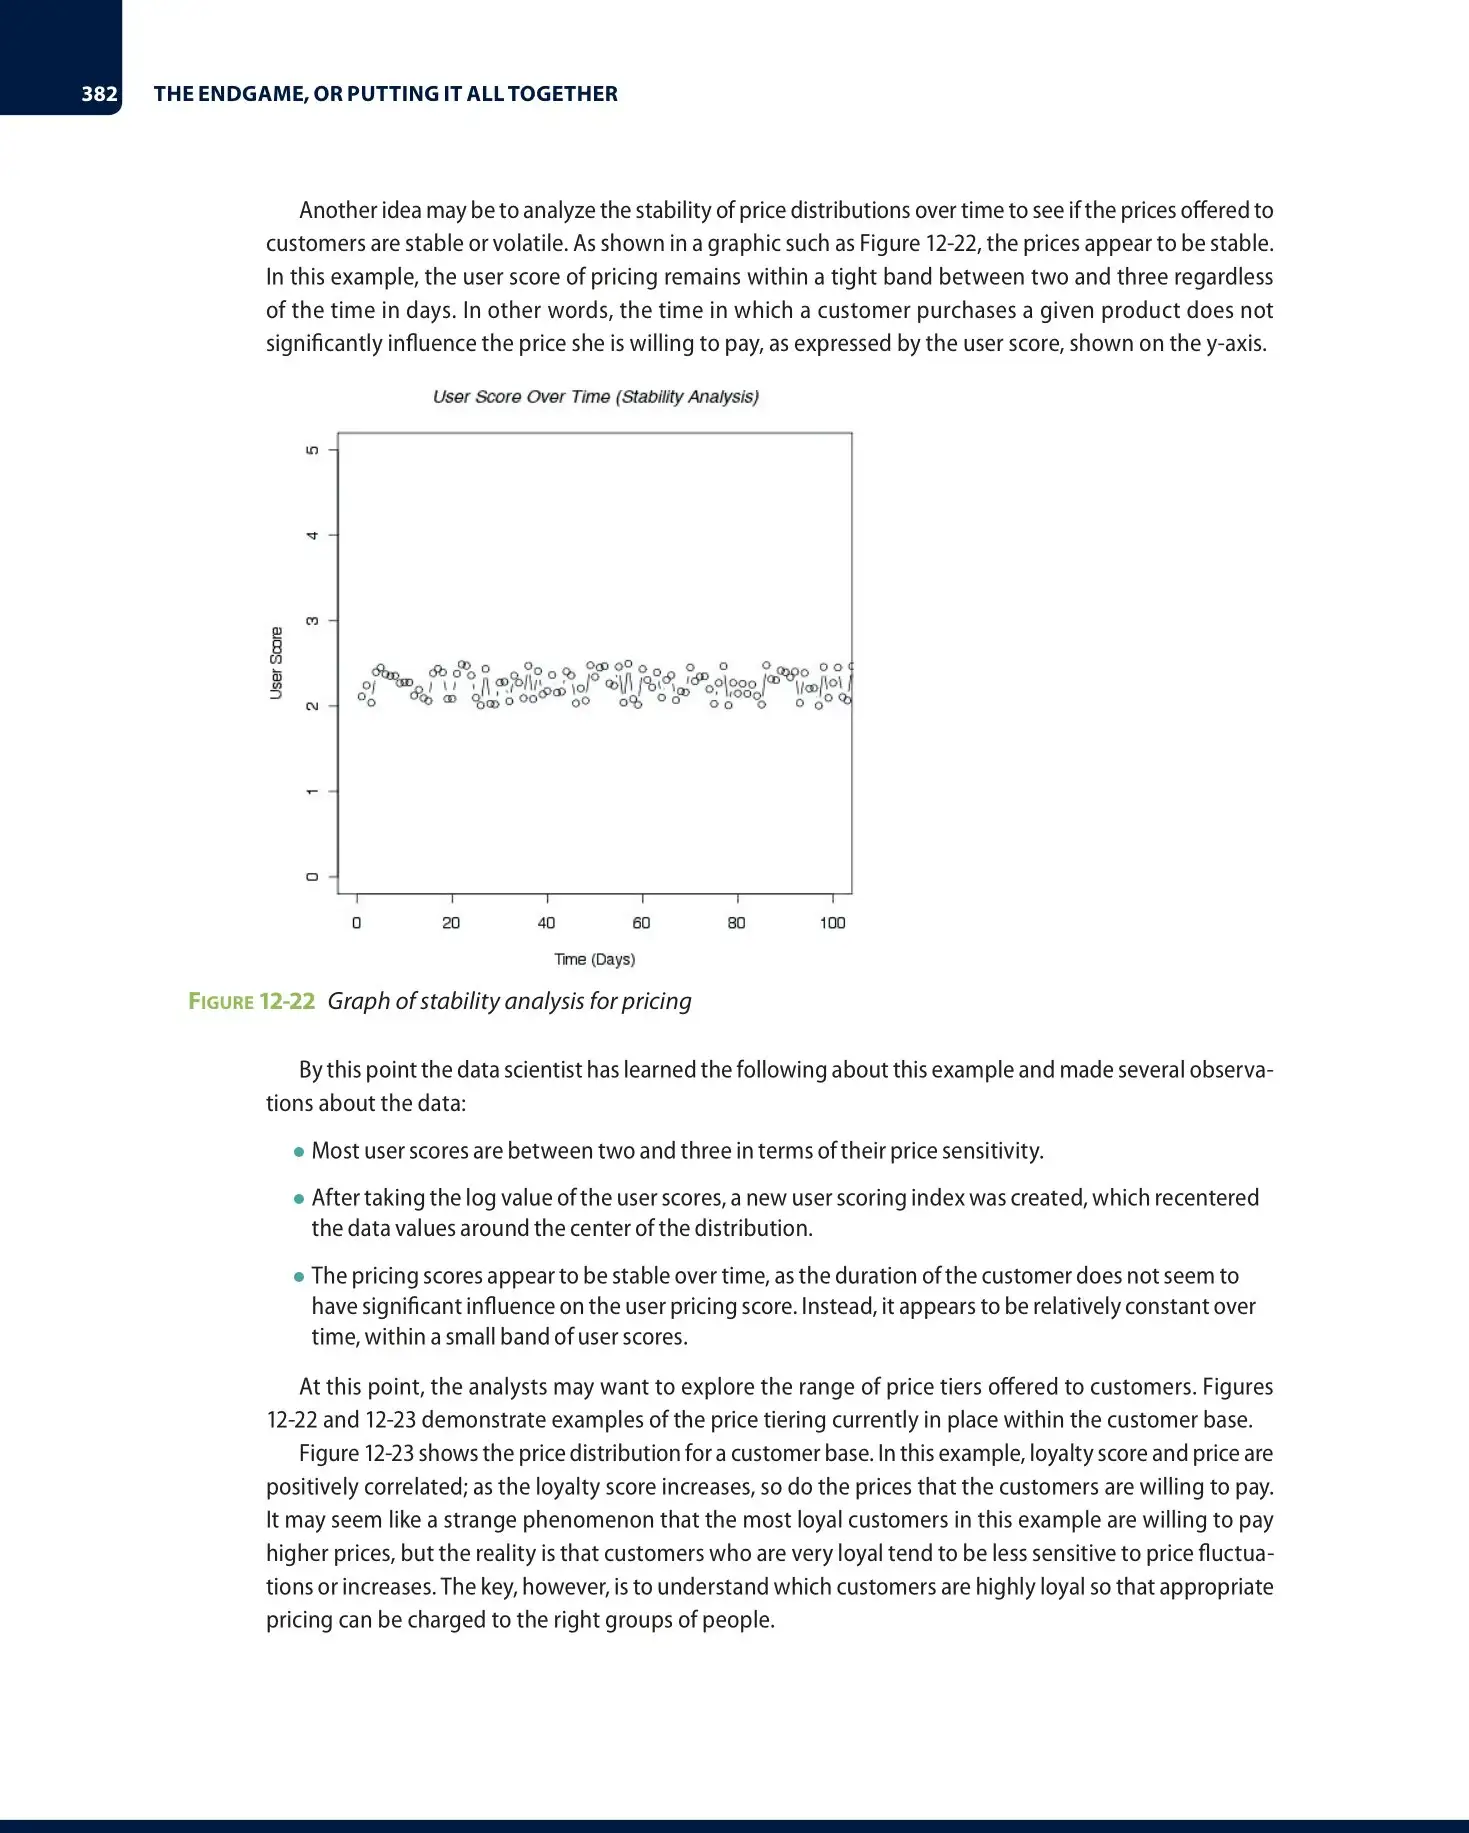 382 THE ENDGAME, OR PUTTING IT ALL TOGETHER
Another idea may be to analyze the stability of price distributions over time to see if the prices offered to
customers are stable or volatile. As shown in a graphic such as Figure 12-22, the prices appear to be stable.
In this example, the user score of pricing remains within a tight band between two and three regardless
of the time in days. In other words, the time in which a customer purchases a given product does not
significantly influence the price she is willing to pay, as expressed by the user score, shown on the y-axis.
User Score Over Time (Stability Analysis)
5
4
3
2
1
0
User Score
0 20 40 60 80 100
Time (Days)
FIGURE 12-22 Graph of stability analysis for pricing
By this point the data scientist has learned the following about this example and made several observa-
tions about the data:
● Most user scores are between two and three in terms of their price sensitivity.
● After taking the log value of the user scores, a new user scoring index was created, which recentered
the data values around the center of the distribution.
● The pricing scores appear to be stable over time, as the duration of the customer does not seem to
have significant influence on the user pricing score. Instead, it appears to be relatively constant over
time, within a small band of user scores.
At this point, the analysts may want to explore the range of price tiers offered to customers. Figures
12-22 and 12-23 demonstrate examples of the price tiering currently in place within the customer base.
Figure 12-23 shows the price distribution for a customer base. In this example, loyalty score and price are
positively correlated; as the loyalty score increases, so do the prices that the customers are willing to pay.
It may seem like a strange phenomenon that the most loyal customers in this example are willing to pay
higher prices, but the reality is that customers who are very loyal tend to be less sensitive to price fluctua-
tions or increases. The key, however, is to understand which customers are highly loyal so that appropriate
pricing can be charged to the right groups of people.